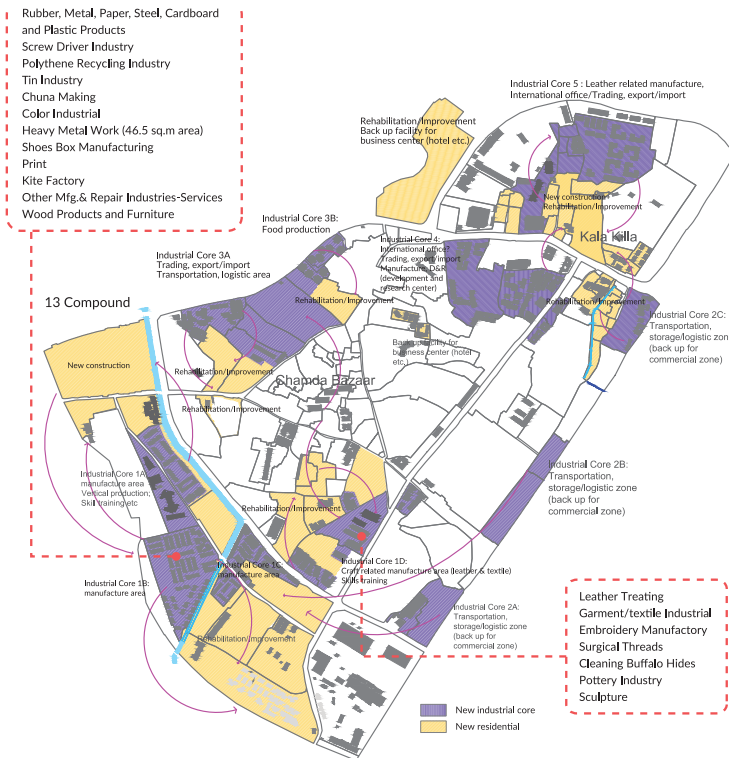 Rubber, Metal, Paper, Steel, Cardboard
and Plastic Products
Screw Driver Industry
Polythene Recycling Industry
Tin Industry
Chuna Making
Color Industrial
Heavy Metal Work (46.5 sq.m area)
Shoes Box Manufacturing
Print
Kite Factory
Other Mfg.& Repair Industries-Services
Wood Products and Furniture
Industrial Core 5 : Leather related manufacture,
International office/Trading, export/import
Rehabilitation/Improvement
Back up facility for
business center (hotel etc.)
New construction
Rehabilitation/Improvement
Kala Killa
Industrial Core 3B:
Food production
Industrial Core 4:
International office?
Trading, export/import
Manufacture, D&R
(development and
research center)
Industrial Core 3A
Trading, export/import
Transportation, logistic area
Rehabilitation/Improvement
Rehabilitation/Improvement
13 Compound
Industrial Core 2C:
Transportation,
storage/logistic zone
(back up for
commercial zone)
Back up facility for
business center (hotel
etc,)
New construction
Rehabilitation/Improvement
Chamda Bazaar
Rehabilitation/Improvement
Industrial Core 1A:
manufacture area
Vertical production;
Skill training etc
Industrial Core 2B:
Transportation,
storage/logistic zone
(back up for
commercial zone)
Rehabilitation/Improvement
Industrial Core 1C:
manufacture area
Industrial Core 1D:
Craft related manufacture area (leather & textile)
Skills training
Industrial Core 1B:
manufacture area
Industrial Core 2A:
Transportation,
storage/logistic zone
(back up for
commercial zone)
Rehabilitation/Improvement
Leather Treating
Garment/textile Industrial
Embroidery Manufactory
Surgical Threads
Cleaning Buffalo Hides
Pottery Industry
Sculpture
New industrial core
New residential